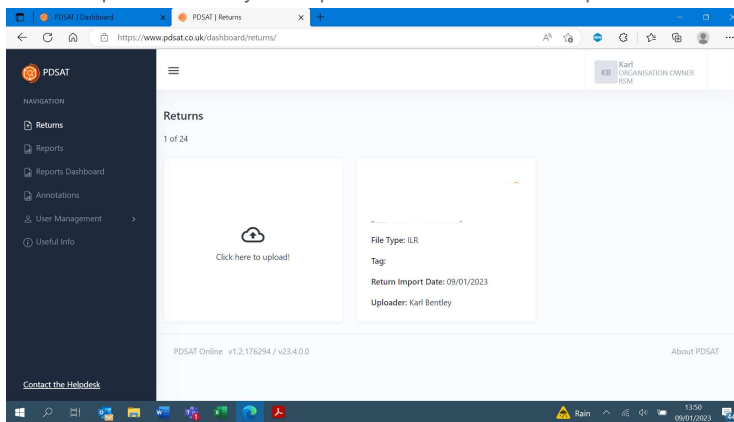 PDSAT | Dashboard
PDSAT | Returns
https://www.pdsat.co.uk/dashboard/returns/
PDSAT
KB
Karl
ORGANISATION OWNER
RSM
NAVIGATION
Returns
Reports
Reports Dashboard
Annotations
User Management
Useful Info
Contact the Helpdesk
Returns
1 of 24
Click here to upload!
File Type: ILR
Tag:
Return Import Date: 09/01/2023
Uploader: Karl Bentley
PDSAT Online v1.2.176294 / v23.4.0.0
About PDSAT
Rain
13:50
09/01/2023